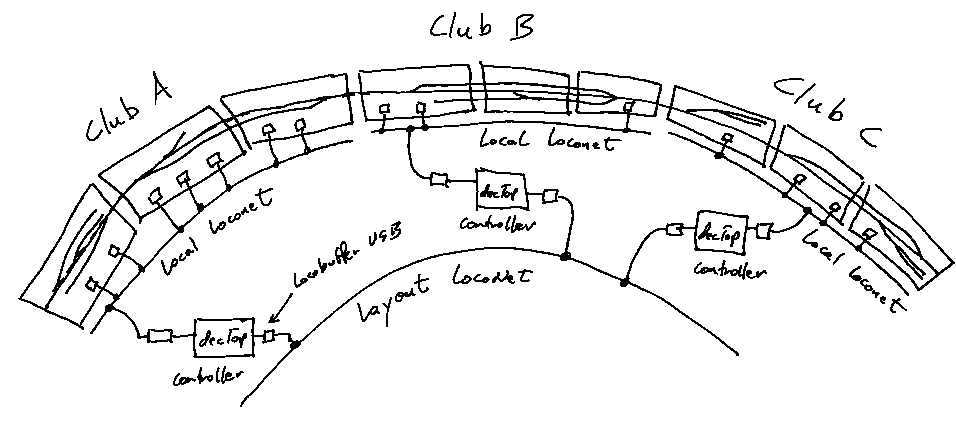 Club B
Club A
Club C
Local Loconet
Local Loconet
Local Loconet
decTop
controller
decTop
controller
decTop
controller
Locobuffer USB
Layout LocoNet